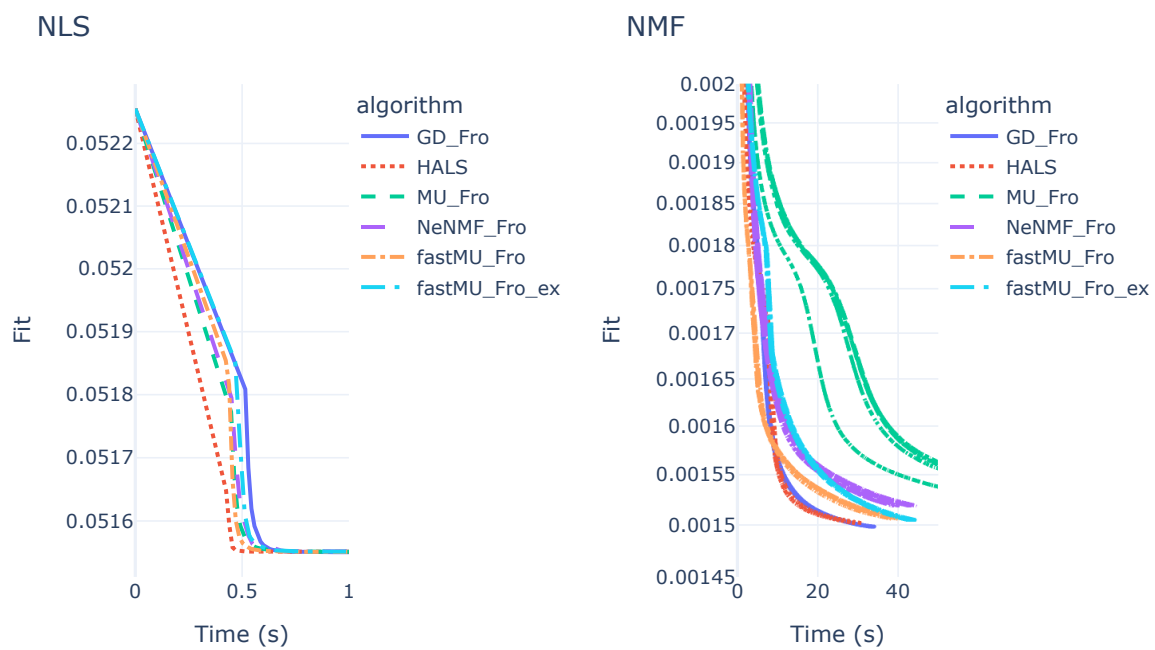 NLS
Fit
0.0522
0.0521
0.052
0.0519
0.0518
0.0517
0.0516
0
0.5
1
Time (s)
algorithm
GD_Fro
HALS
MU_Fro
NeNMF_Fro
fastMU_Fro
fastMU_Fro_ex
NMF
Fit
0.002
0.00195
0.0019
0.00185
0.0018
0.00175
0.0017
0.00165
0.0016
0.00155
0.0015
0.00145
0
20
40
Time (s)
algorithm
GD_Fro
HALS
MU_Fro
NeNMF_Fro
fastMU_Fro
fastMU_Fro_ex